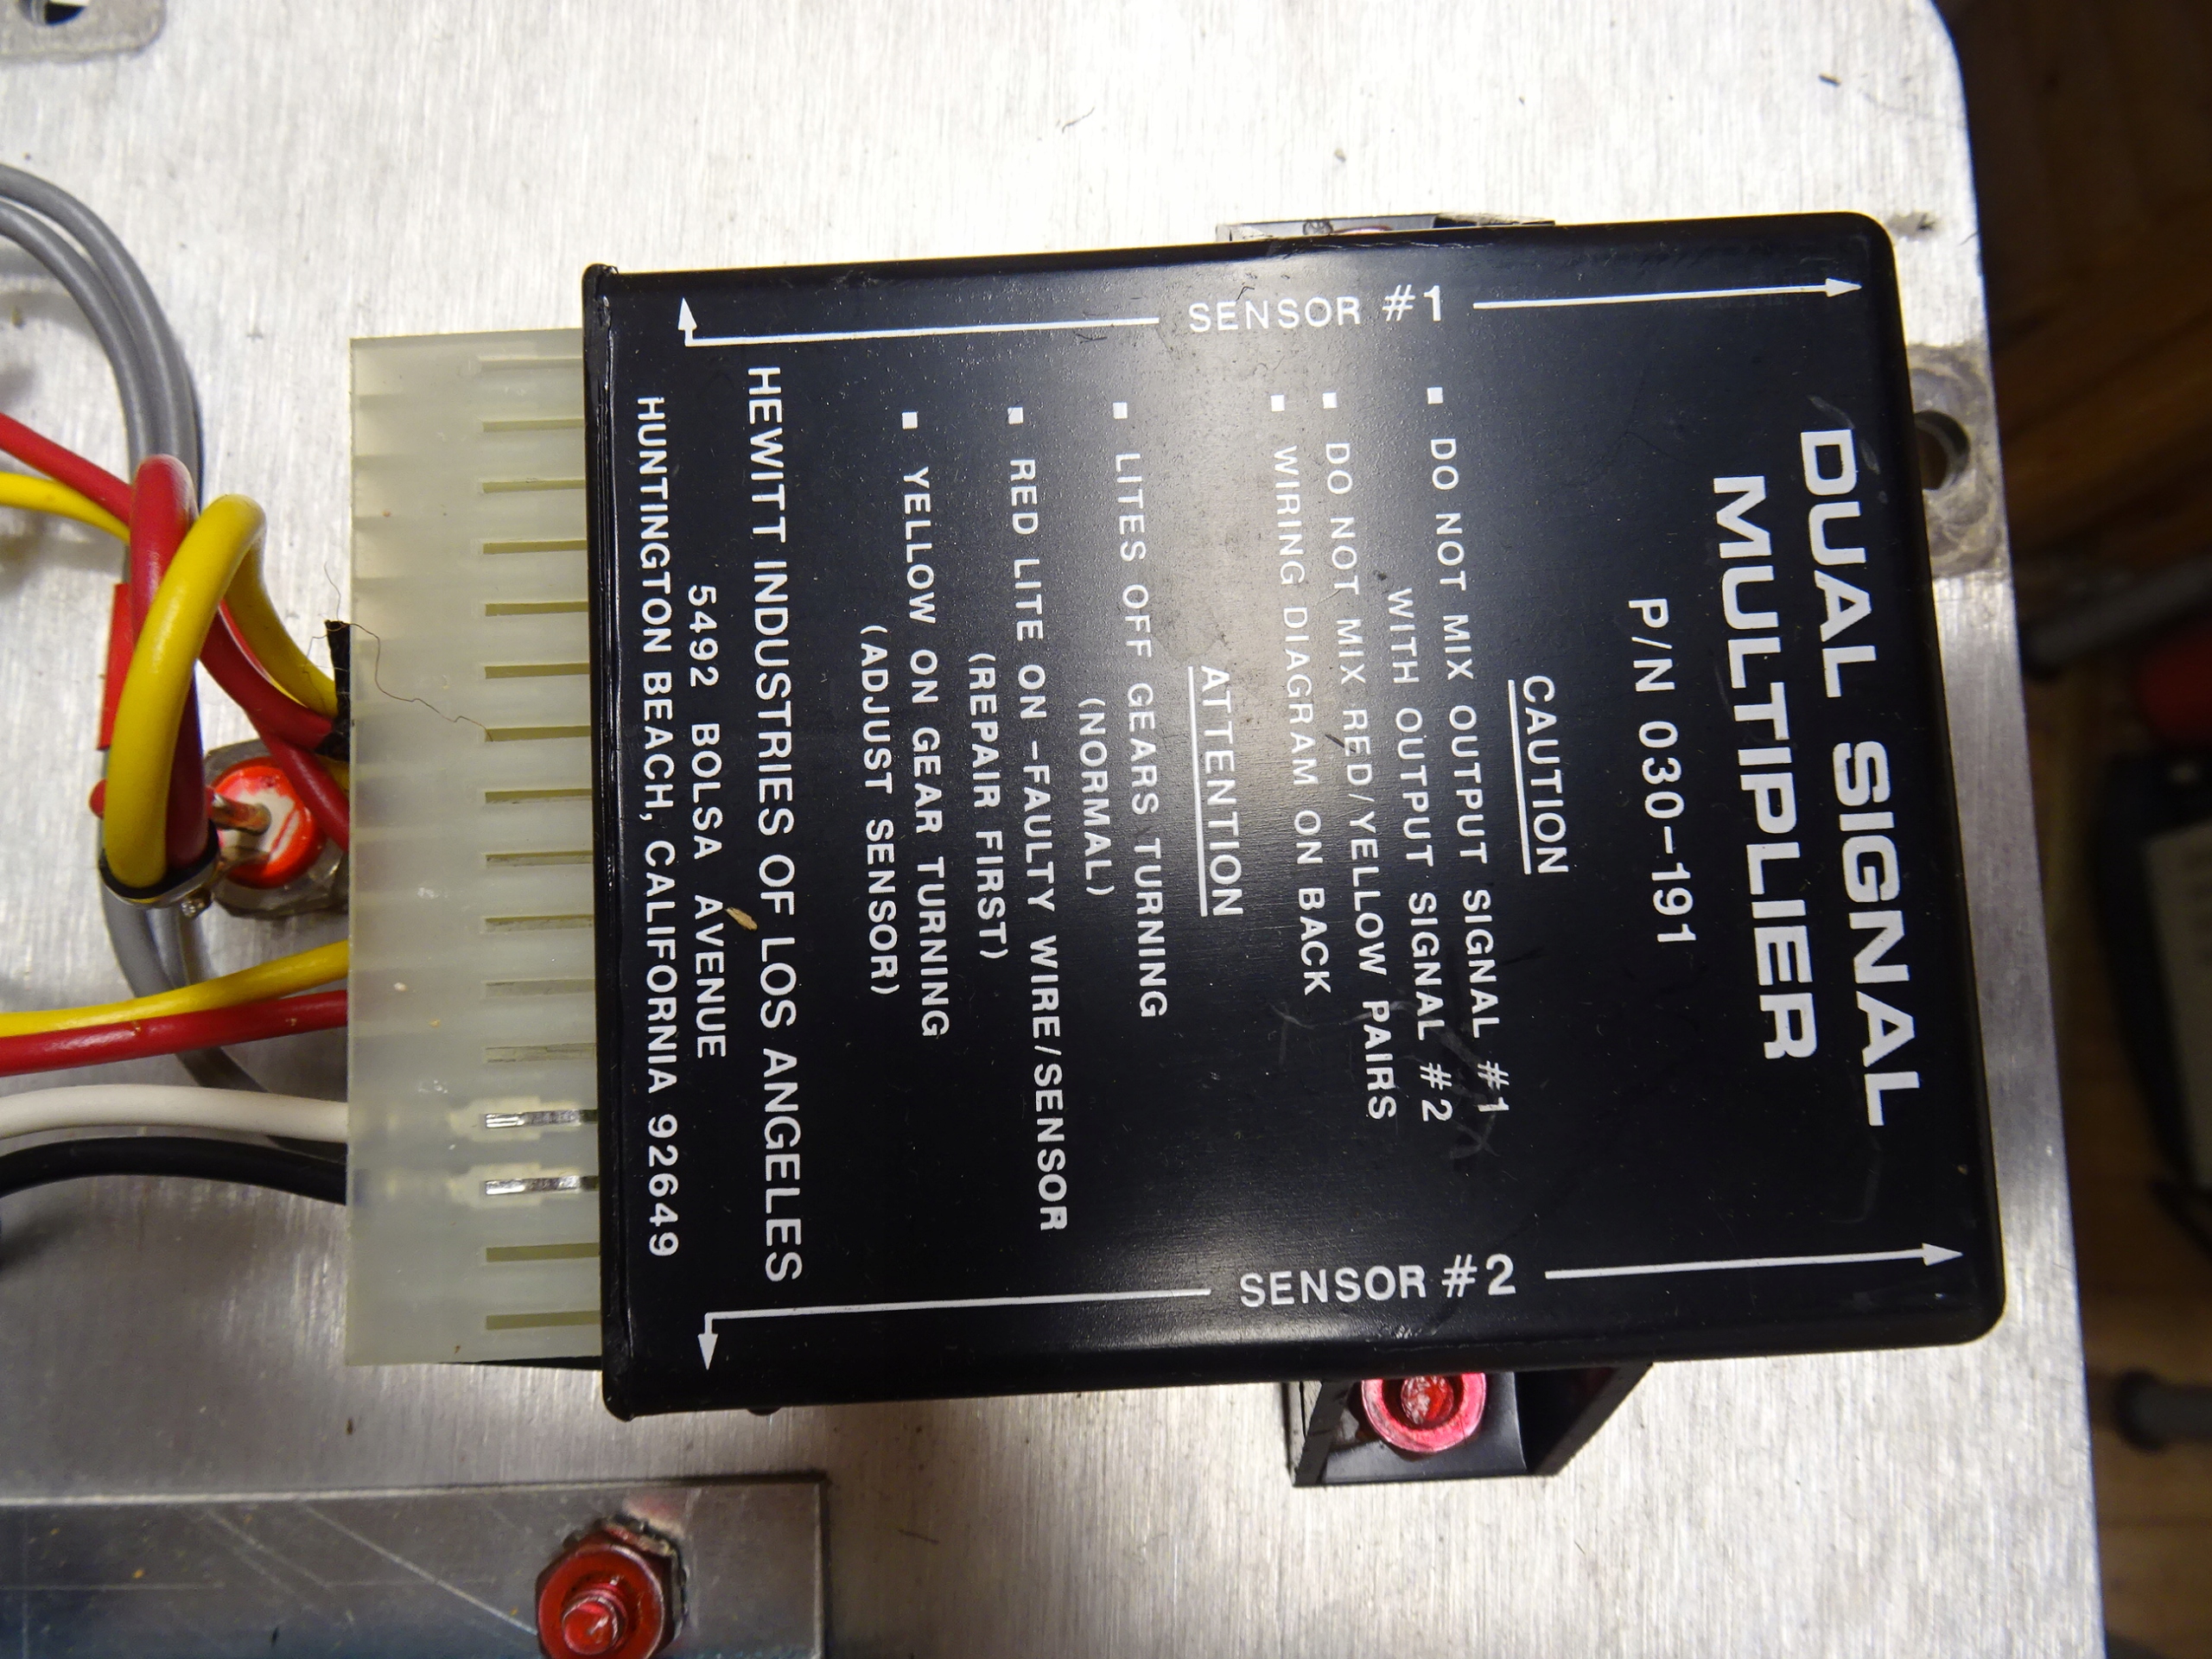 DUAL SIGNAL
MULTIPLIER
P/N 030-191
CAUTION
▪ DO NOT MIX OUTPUT SIGNAL #1
WITH OUTPUT SIGNAL #2
▪ DO NOT MIX RED/YELLOW PAIRS
▪ WIRING DIAGRAM ON BACK
ATTENTION
▪ LITES OFF GEARS TURNING
(NORMAL)
▪ RED LITE ON -FAULTY WIRE/SENSOR
(REPAIR FIRST)
▪ YELLOW ON GEAR TURNING
(ADJUST SENSOR)
HEWITT INDUSTRIES OF LOS ANGELES
5492 BOLSA AVENUE
HUNTINGTON BEACH, CALIFORNIA 92649
SENSOR #1
SENSOR #2